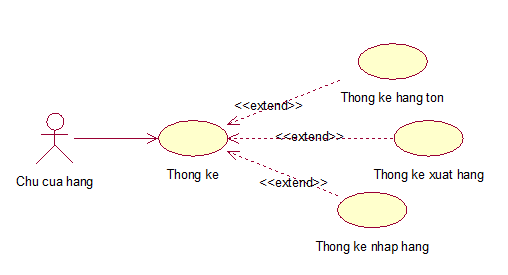 <<extend>>
Thong ke hang ton
<<extend>>
Chu cua hang
Thong ke
Thong ke xuat hang
<<extend>>
Thong ke nhap hang